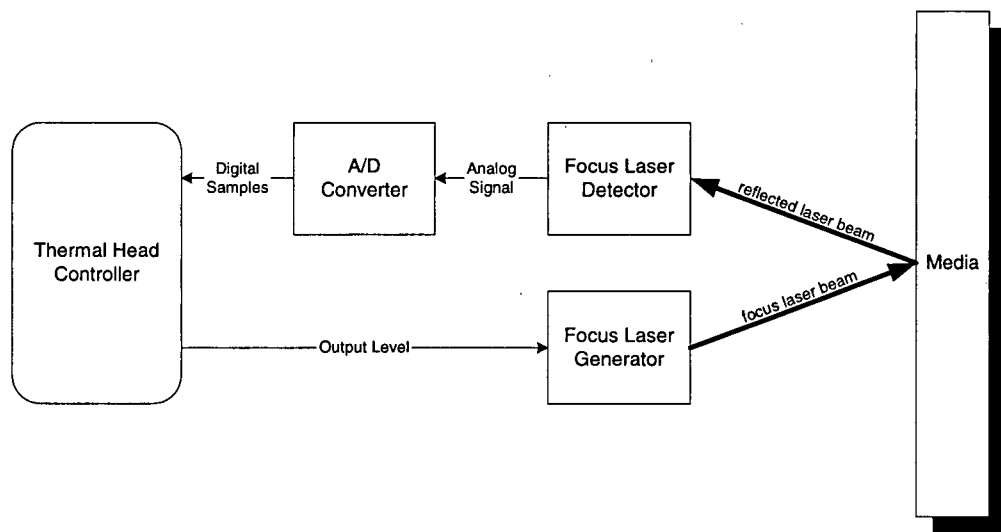 Thermal Head
Controller
Digital
Samples
A/D
Converter
Analog
Signal
Focus Laser
Detector
reflected laser beam
Media
focus laser beam
Focus Laser
Generator
Output Level